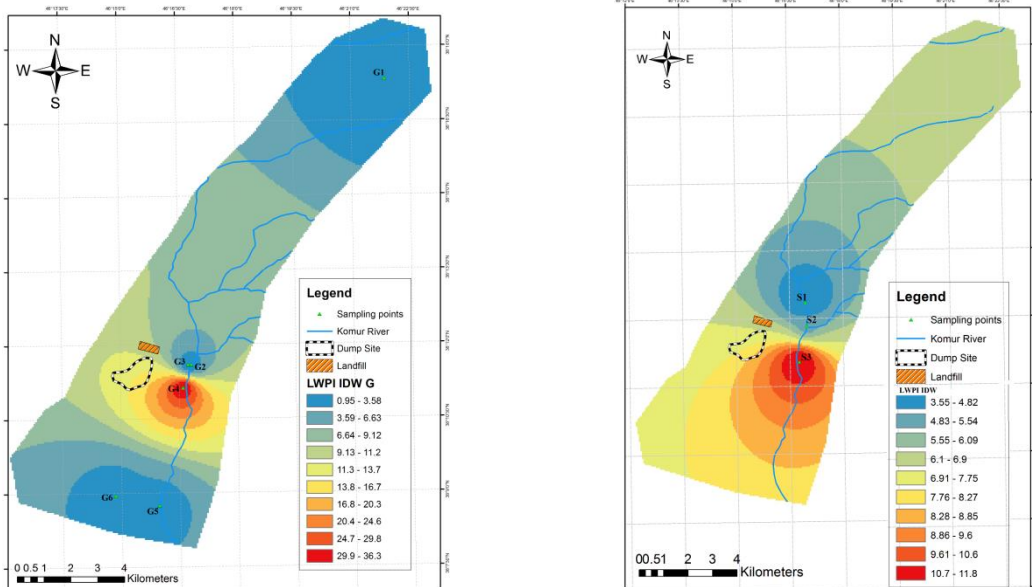 N
W E
S
G1
G3
G2
G4
G6
G5
Legend
Sampling points
Komur River
Dump Site
Landfill
LWPI IDW G
0.95 - 3.58
3.59 - 6.63
6.64 - 9.12
9.13 - 11.2
11.3 - 13.7
13.8 - 16.7
16.8 - 20.3
20.4 - 24.6
24.7 - 29.8
29.9 - 36.3
0 0.5 1 2 3 4
Kilometers
N
W E
S
S1
S2
S3
Legend
Sampling points
Komur River
Dump Site
Landfill
LWPI IDW
3.55 - 4.82
4.83 - 5.54
5.55 - 6.09
6.1 - 6.9
6.91 - 7.75
7.76 - 8.27
8.28 - 8.85
8.86 - 9.6
9.61 - 10.6
10.7 - 11.8
00.51 2 3 4
Kilometers